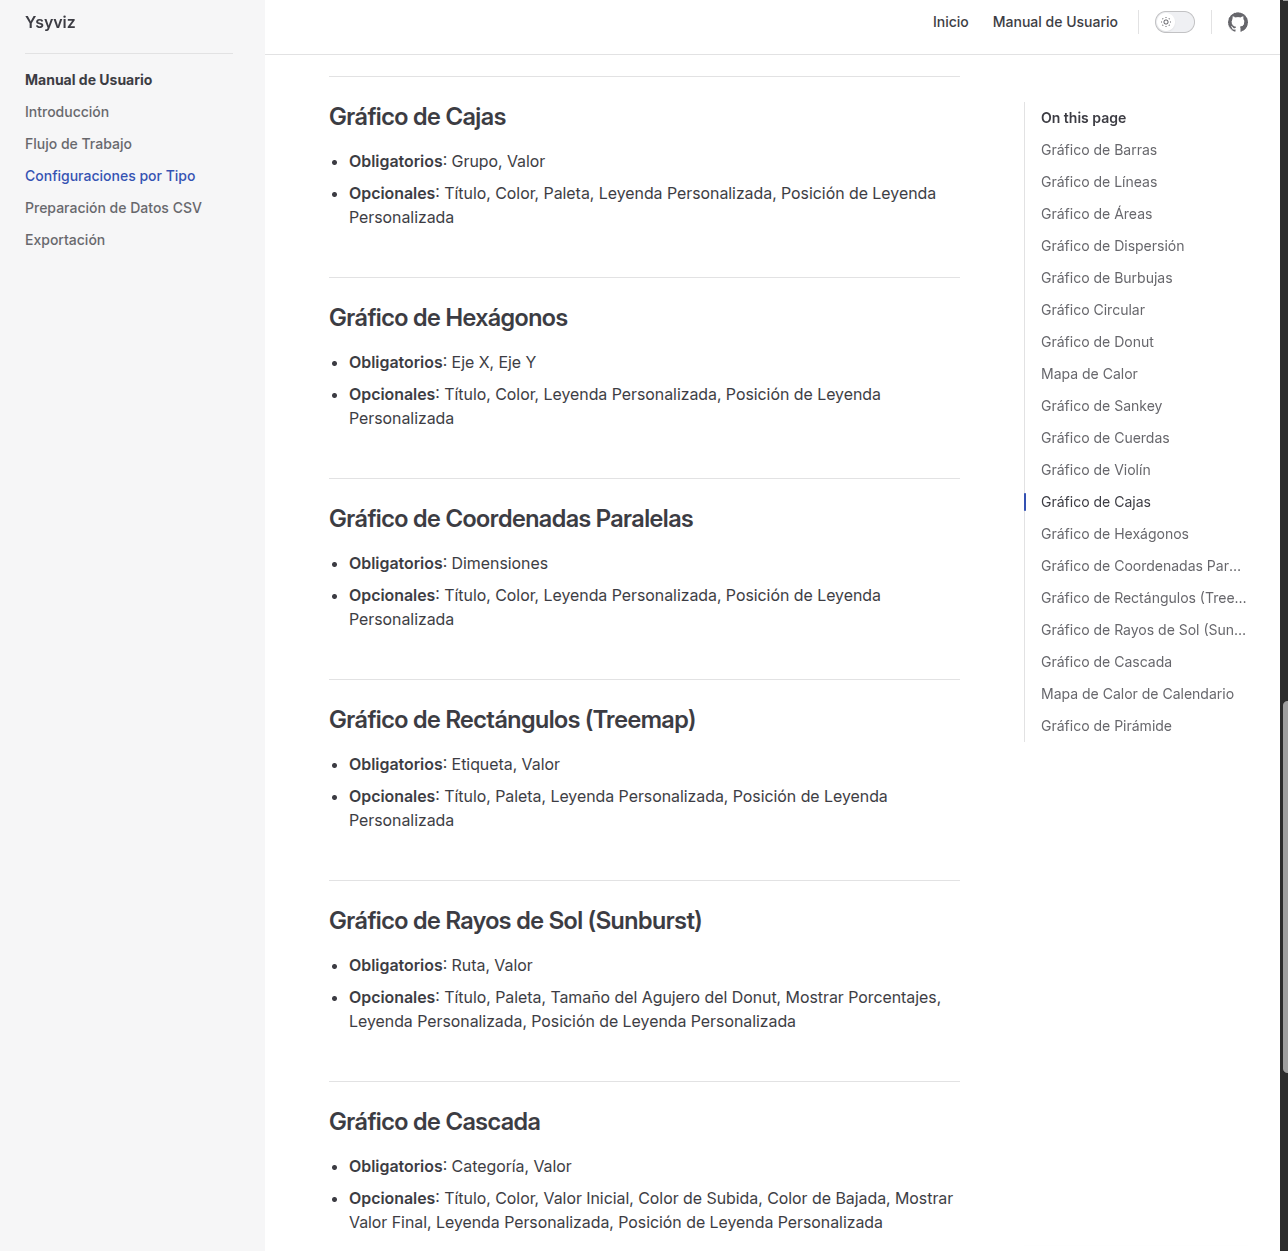 Ysyviz
Inicio
Manual de Usuario
Manual de Usuario
Introducción
Flujo de Trabajo
Configuraciones por Tipo
Preparación de Datos CSV
Exportación
Gráfico de Cajas
Obligatorios: Grupo, Valor
Opcionales: Título, Color, Paleta, Leyenda Personalizada, Posición de Leyenda
Personalizada
Gráfico de Hexágonos
Obligatorios: Eje X, Eje Y
Opcionales: Título, Color, Leyenda Personalizada, Posición de Leyenda
Personalizada
Gráfico de Coordenadas Paralelas
Obligatorios: Dimensiones
Opcionales: Título, Color, Leyenda Personalizada, Posición de Leyenda
Personalizada
Gráfico de Rectángulos (Treemap)
Obligatorios: Etiqueta, Valor
Opcionales: Título, Paleta, Leyenda Personalizada, Posición de Leyenda
Personalizada
Gráfico de Rayos de Sol (Sunburst)
Obligatorios: Ruta, Valor
Opcionales: Título, Paleta, Tamaño del Agujero del Donut, Mostrar Porcentajes,
Leyenda Personalizada, Posición de Leyenda Personalizada
Gráfico de Cascada
Obligatorios: Categoría, Valor
Opcionales: Título, Color, Valor Inicial, Color de Subida, Color de Bajada, Mostrar
Valor Final, Leyenda Personalizada, Posición de Leyenda Personalizada
On this page
Gráfico de Barras
Gráfico de Líneas
Gráfico de Áreas
Gráfico de Dispersión
Gráfico de Burbujas
Gráfico Circular
Gráfico de Donut
Mapa de Calor
Gráfico de Sankey
Gráfico de Cuerdas
Gráfico de Violín
Gráfico de Cajas
Gráfico de Hexágonos
Gráfico de Coordenadas Par...
Gráfico de Rectángulos (Tree...
Gráfico de Rayos de Sol (Sun...
Gráfico de Cascada
Mapa de Calor de Calendario
Gráfico de Pirámide